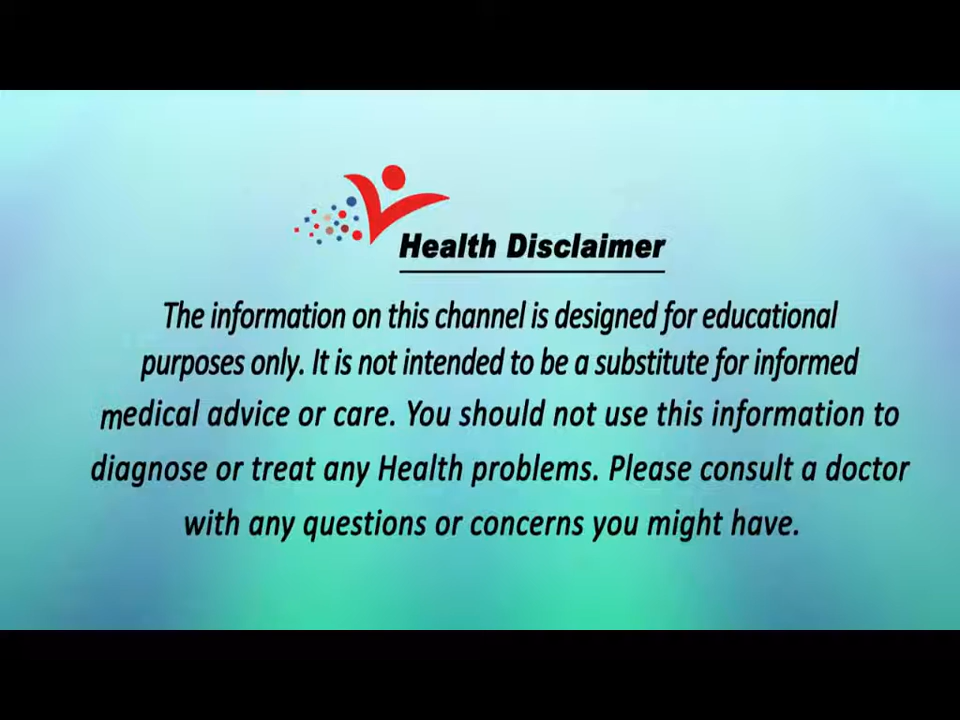 Health Disclaimer
The information on this channel is designed for educational
purposes only. It is not intended to be a substitute for informed
medical advice or care. You should not use this information to
diagnose or treat any Health problems. Please consult a doctor
with any questions or concerns you might have.